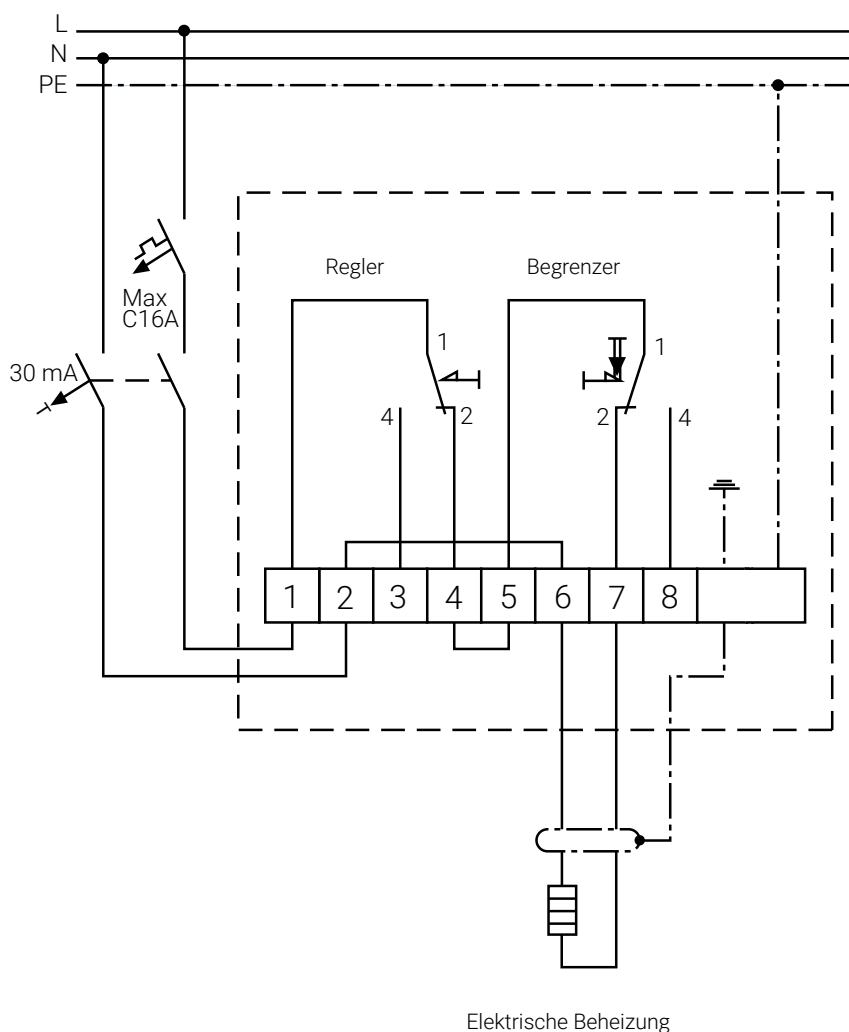 L
N
PE
Regler
Begrenzer
Max
C16A
30 mA
1
1
4
2
2
4
1 2 3 4 5 6 7 8
Elektrische Beheizung